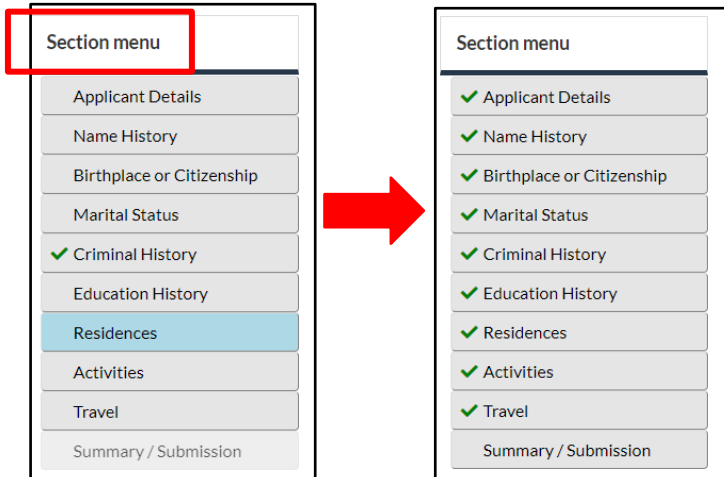 Section menu
Applicant Details
Name History
Birthplace or Citizenship
Marital Status
Criminal History
Education History
Residences
Activities
Travel
Summary / Submission
Section menu
Applicant Details
Name History
Birthplace or Citizenship
Marital Status
Criminal History
Education History
Residences
Activities
Travel
Summary / Submission